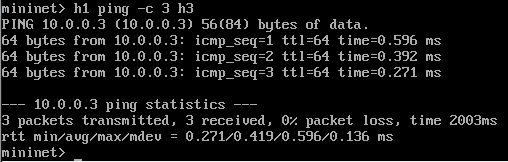 mininet> h1 ping -c 3 h3
PING 10.0.0.3 (10.0.0.3) 56(84) bytes of data.
64 bytes from 10.0.0.3: icmp_seq=1 ttl=64 time=0.596 ms
64 bytes from 10.0.0.3: icmp_seq=2 ttl=64 time=0.392 ms
64 bytes from 10.0.0.3: icmp_seq=3 ttl=64 time=0.271 ms

--- 10.0.0.3 ping statistics ---
3 packets transmitted, 3 received, 0% packet loss, time 2003ms
rtt min/avg/max/mdev = 0.271/0.419/0.596/0.136 ms
mininet> _